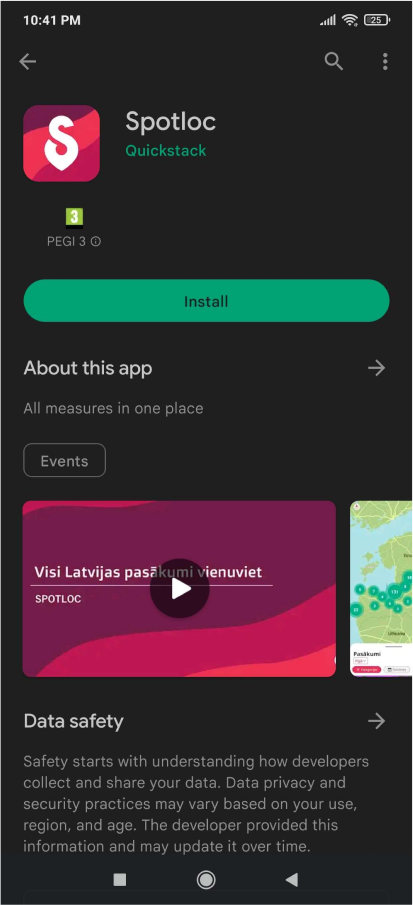 10:41 PM
25
Spotloc
Quickstack
3
PEGI 3
Install
About this app
All measures in one place
Events
Visi Latvijas pasākumi vienuviet
SPOTLOC
Pasākumi
Data safety
Safety starts with understanding how developers
collect and share your data. Data privacy and
security practices may vary based on your use,
region, and age. The developer provided this
information and may update it over time.